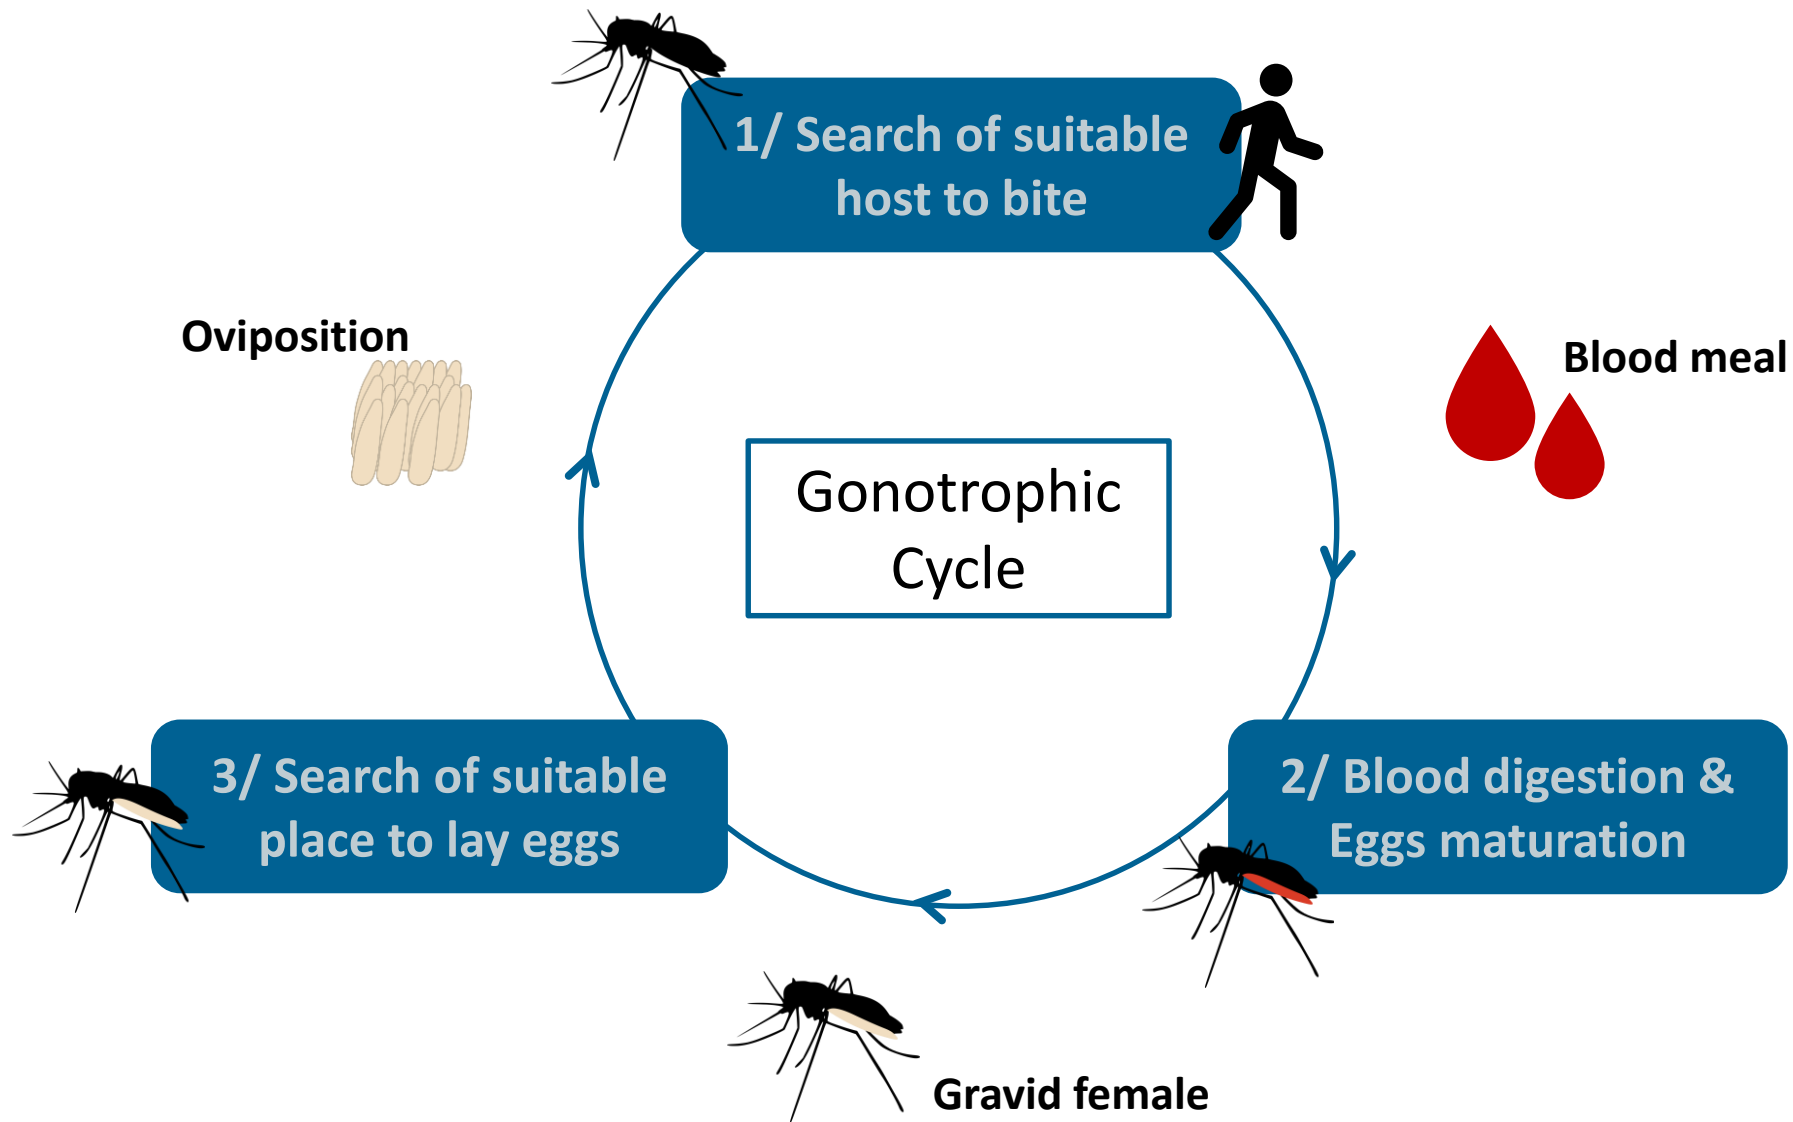 1/ Search of suitable
host to bite
Oviposition
Blood meal
Gonotrophic
Cycle
3/ Search of suitable
place to lay eggs
2/ Blood digestion &
Eggs maturation
Gravid female